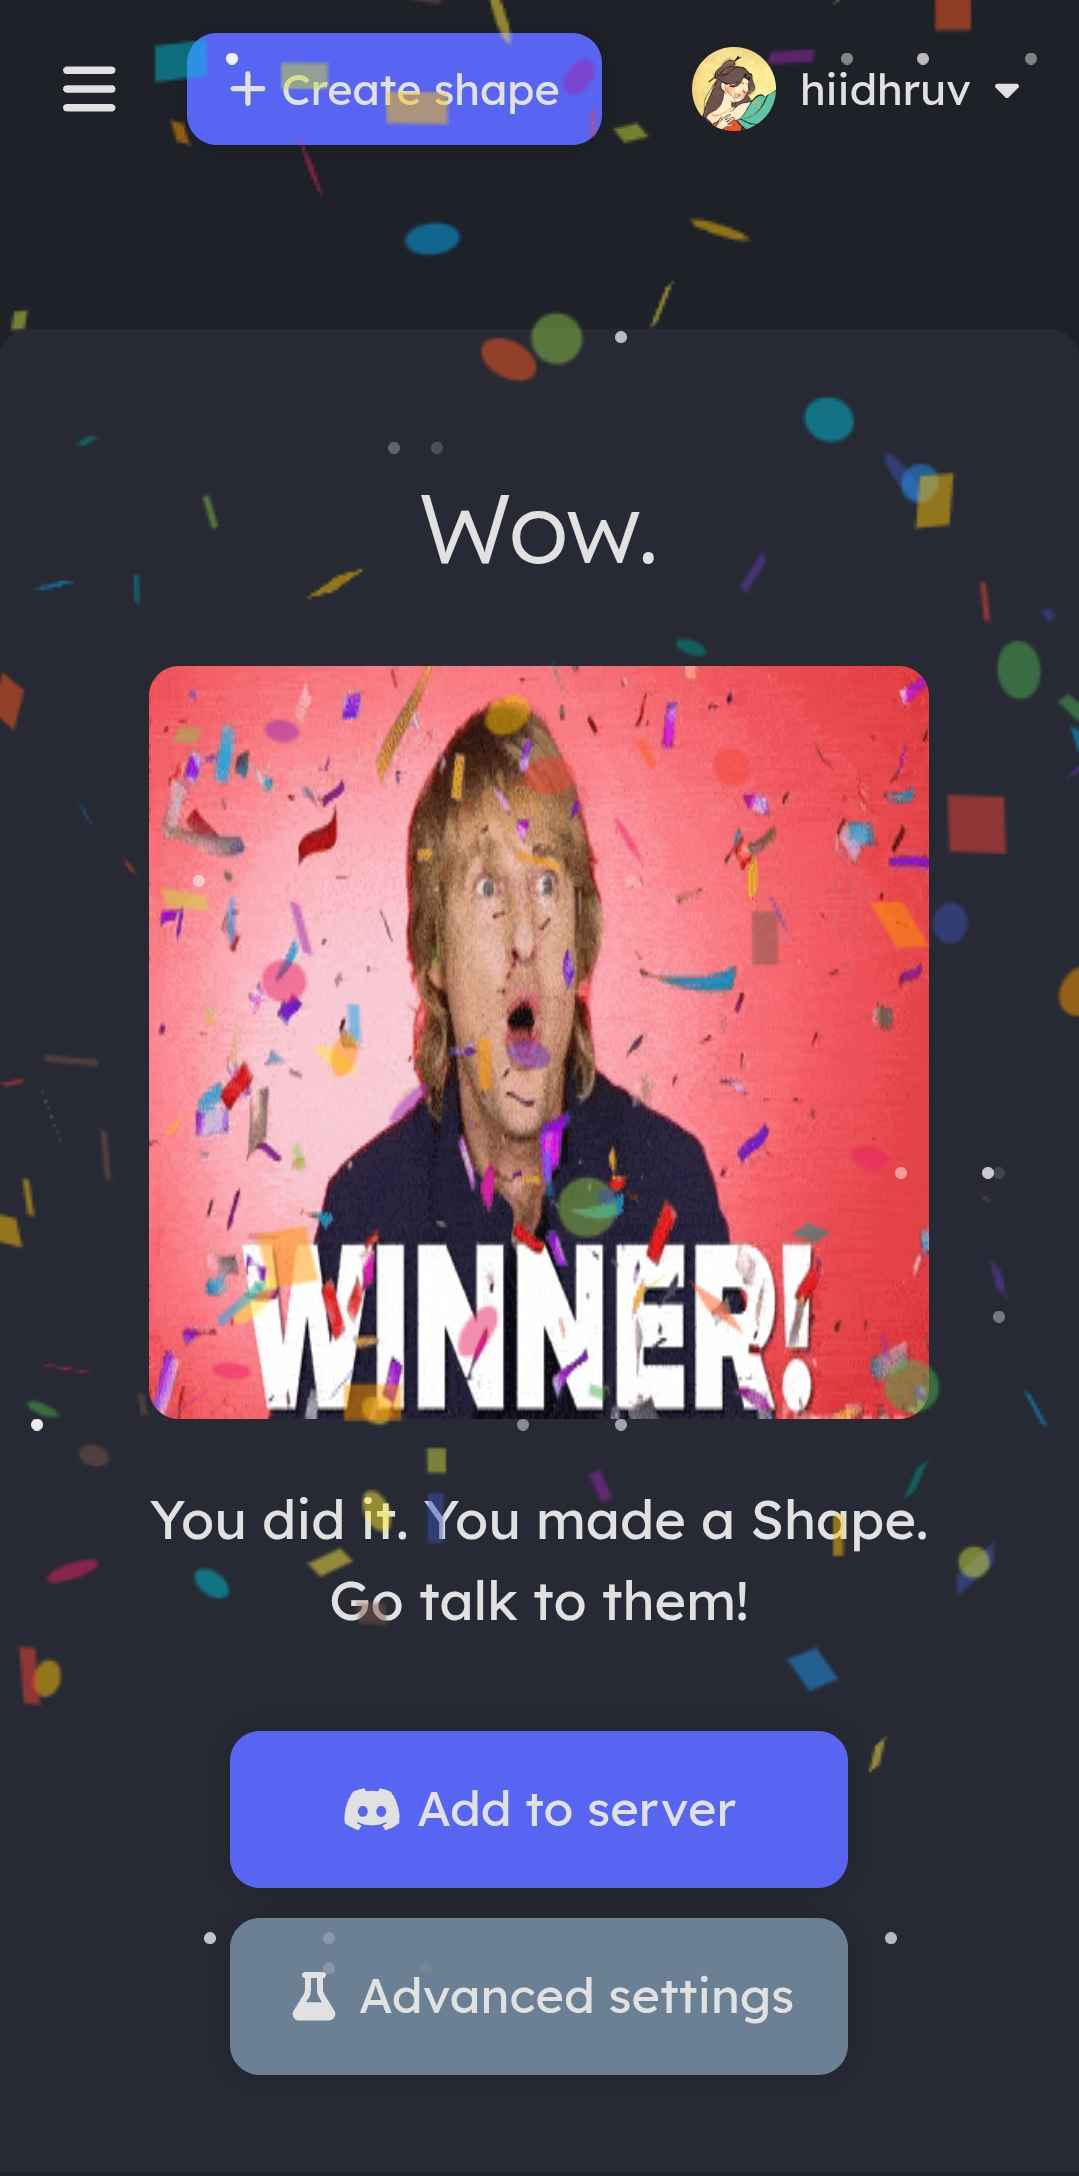 Create shape
hiidhruv
Wow.
WINNER!
You did it. You made a Shape.
Go talk to them!
Add to server
Advanced settings